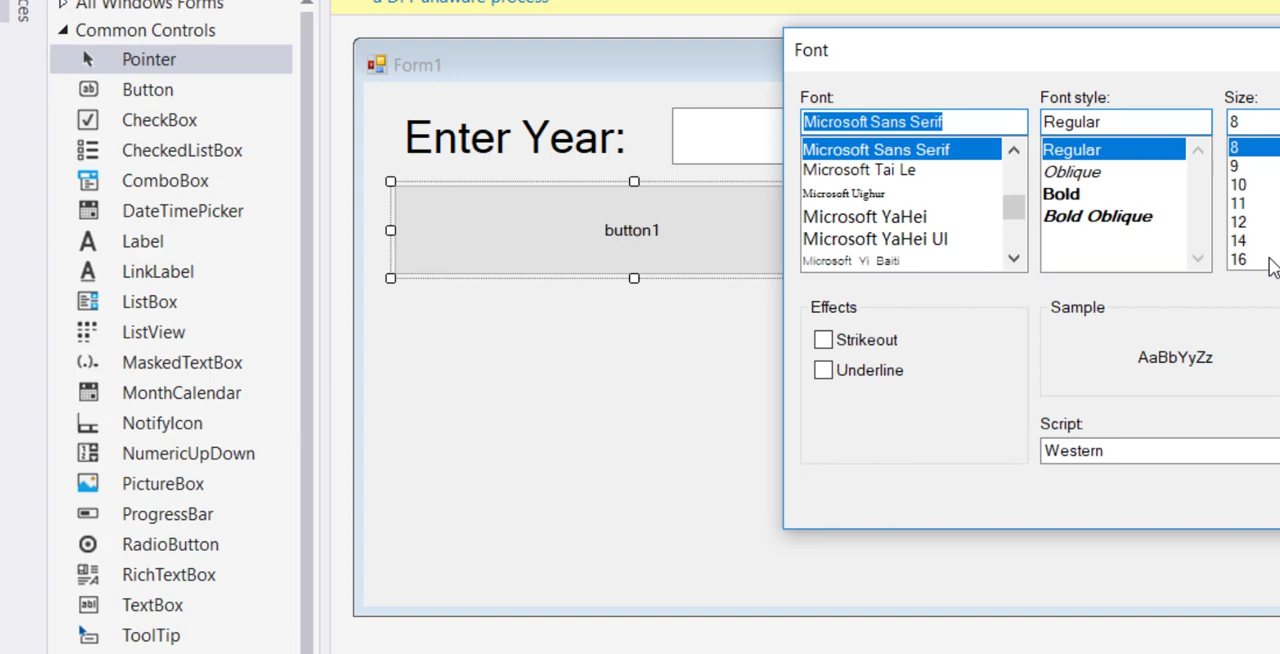 All Windows Forms
Common Controls
Pointer
Button
CheckBox
CheckedListBox
ComboBox
DateTimePicker
Label
LinkLabel
ListBox
ListView
MaskedTextBox
MonthCalendar
NotifyIcon
NumericUpDown
PictureBox
ProgressBar
RadioButton
RichTextBox
TextBox
ToolTip
a DPI unaware process
Form1
Enter Year:
button1
Font
Font:
Microsoft Sans Serif
Microsoft Sans Serif
Microsoft Tai Le
Microsoft Uighur
Microsoft YaHei
Microsoft YaHei UI
Microsoft Yi Baiti
Font style:
Regular
Regular
Oblique
Bold
Bold Oblique
Size:
8
8
9
10
11
12
14
16
Effects
Strikeout
Underline
Sample
AaBbYyZz
Script:
Western